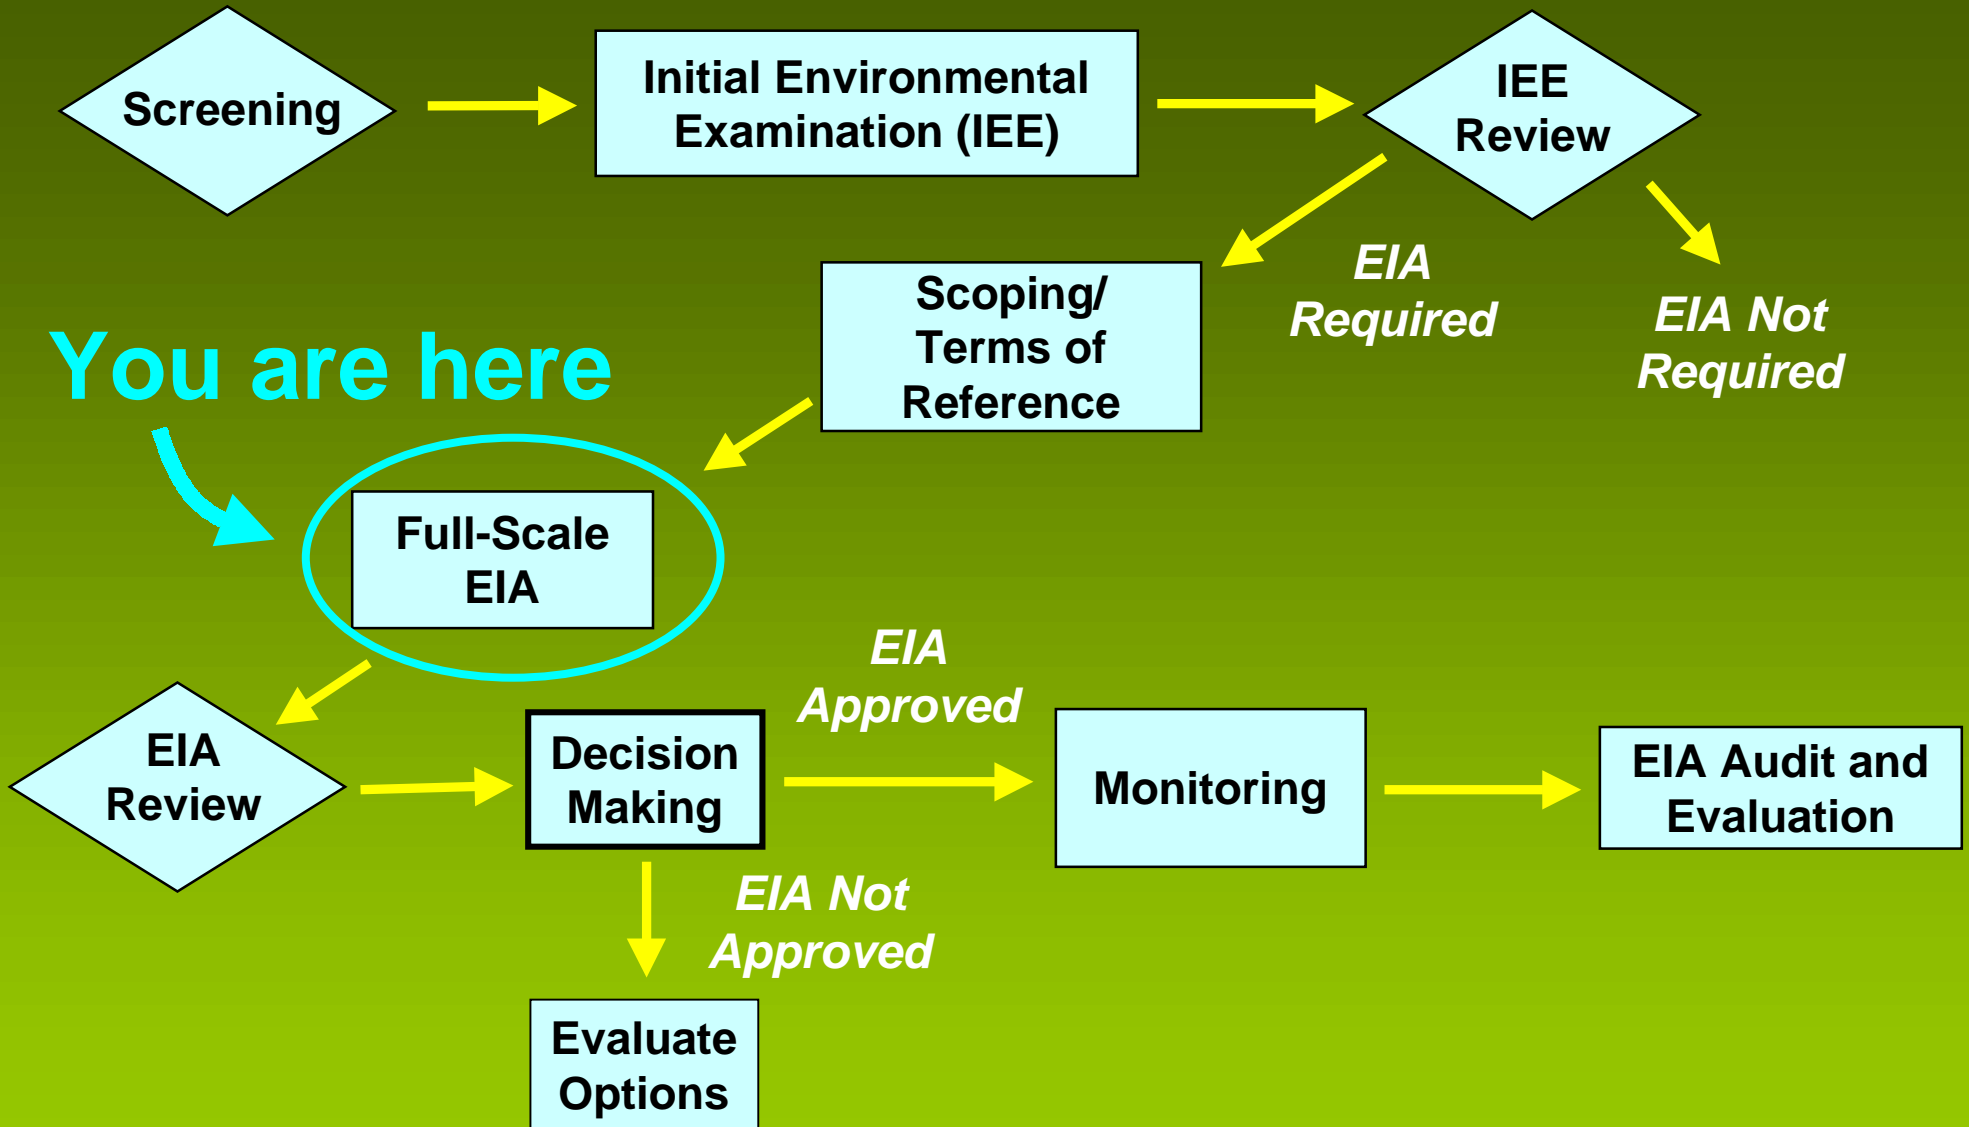 Screening
Initial Environmental
Examination (IEE)
IEE
Review
EIA
Required
EIA Not
Required
Scoping/
Terms of
Reference
You are here
Full-Scale
EIA
EIA
Review
Decision
Making
EIA
Approved
Monitoring
EIA Audit and
Evaluation
EIA Not
Approved
Evaluate
Options